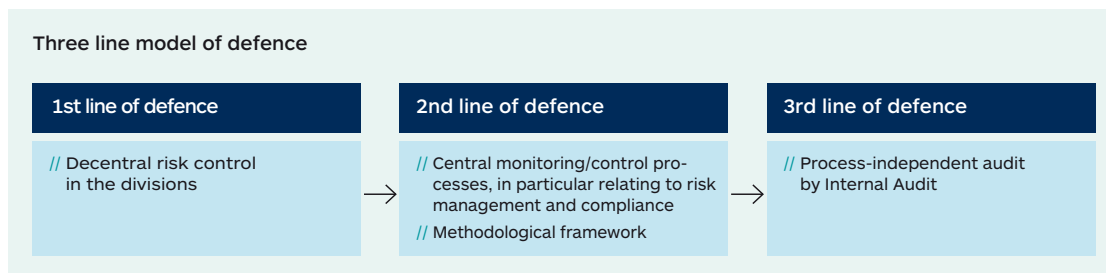 Three line model of defence
1st line of defence
// Decentral risk control
in the divisions
2nd line of defence
// Central monitoring/control pro-
cesses, in particular relating to risk
management and compliance
// Methodological framework
3rd line of defence
// Process-independent audit
by Internal Audit